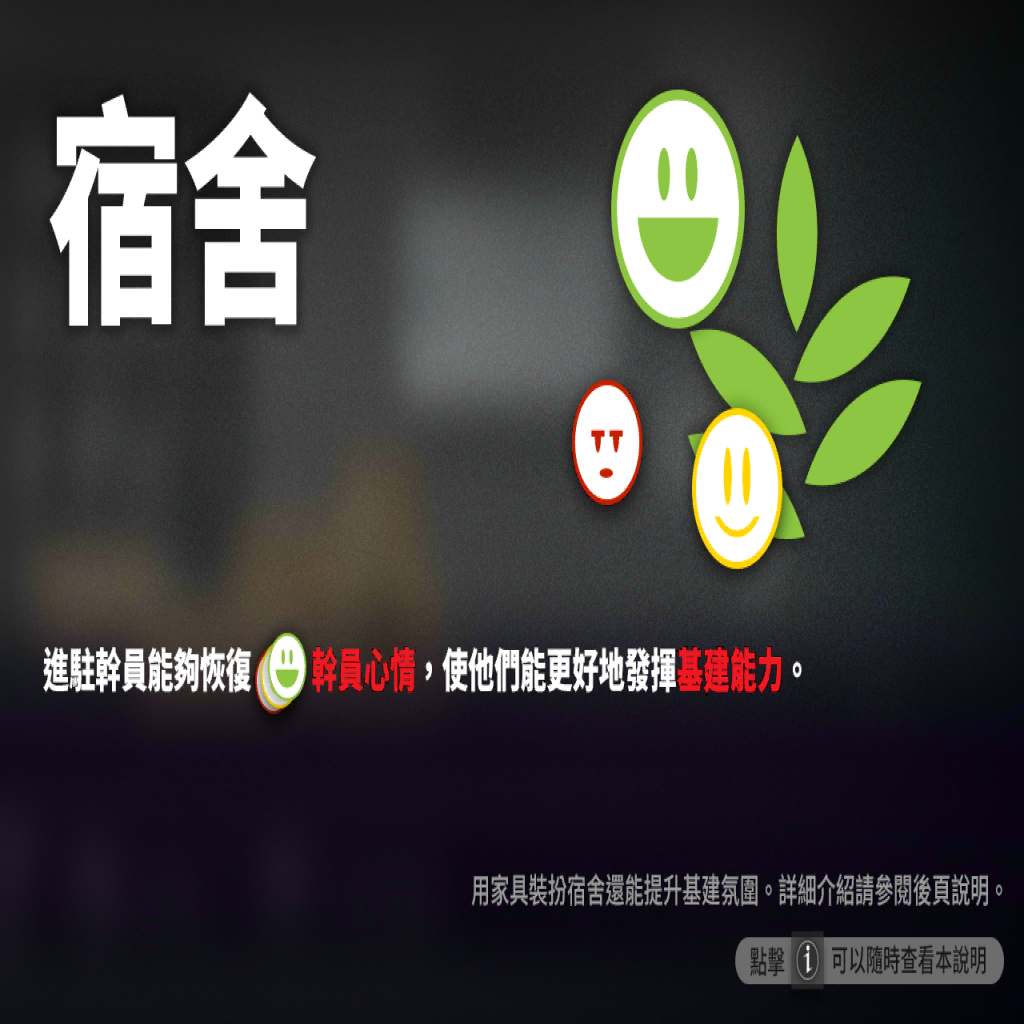 宿舍
進駐幹員能夠恢復幹員心情，使他們能更好地發揮基建能力。
用家具裝扮宿舍還能提升基建氛圍。詳細介紹請參閱後頁說明。
點擊 i 可以隨時查看本說明